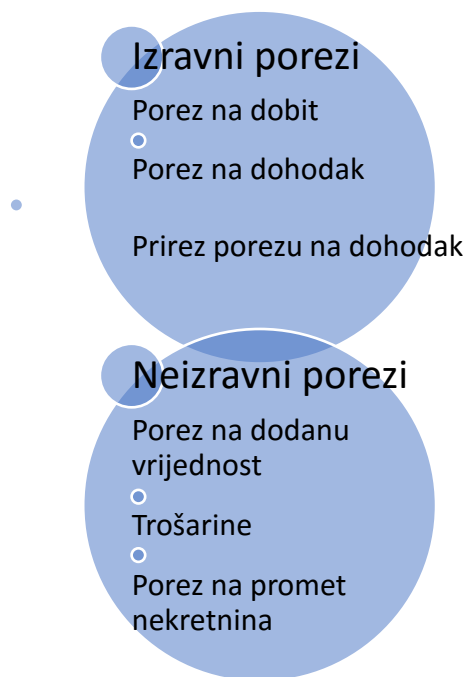 Izravni porezi
Porez na dobit
Porez na dohodak
Prirez porezu na dohodak
Neizravni porezi
Porez na dodanu
vrijednost
Trošarine
Porez na promet
nekretnina